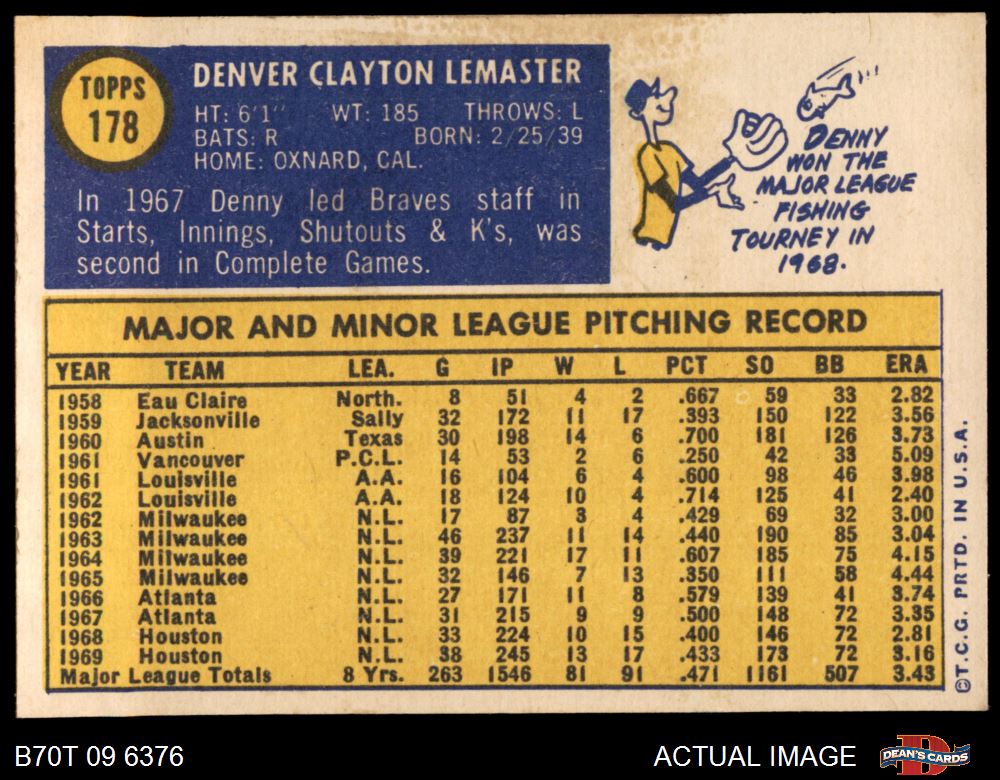 TOPPS
178
DENVER CLAYTON LEMASTER
HT: 6'1" WT: 185 THROWS: L
BATS: R BORN: 2/25/39
HOME: OXNARD, CAL.
In 1967 Denny led Braves staff in
Starts, Innings, Shutouts & K's, was
second in Complete Games.
DENNY
WON THE
MAJOR LEAGUE
FISHING
TOURNEY IN
1968.
MAJOR AND MINOR LEAGUE PITCHING RECORD
YEAR TEAM LEA. G IP W L PCT SO BB ERA
1958 Eau Claire North. 8 51 4 2 .667 59 33 2.82
1959 Jacksonville Sally 32 172 11 17 .393 150 122 3.56
1960 Austin Texas 30 198 14 6 .700 181 126 3.73
1961 Vancouver P.C.L. 14 53 2 6 .250 42 33 5.09
1961 Louisville A.A. 16 104 6 4 .600 98 46 3.98
1962 Louisville A.A. 18 124 10 4 .714 125 41 2.40
1962 Milwaukee N.L. 17 87 3 4 .429 69 32 3.00
1963 Milwaukee N.L. 46 237 11 14 .440 190 85 3.04
1964 Milwaukee N.L. 39 221 17 11 .607 185 75 4.15
1965 Milwaukee N.L. 32 146 7 13 .350 111 58 4.44
1966 Atlanta N.L. 27 171 11 8 .579 139 41 3.74
1967 Atlanta N.L. 31 215 9 9 .500 148 72 3.35
1968 Houston N.L. 33 224 10 15 .400 146 72 2.81
1969 Houston N.L. 38 245 13 17 .433 173 72 3.16
Major League Totals 8 Yrs. 263 1546 81 91 .471 1161 507 3.43
©T.C.G. PRTD. IN U.S.A.
B70T 09 6376
ACTUAL IMAGE
DEAN'S CARDS